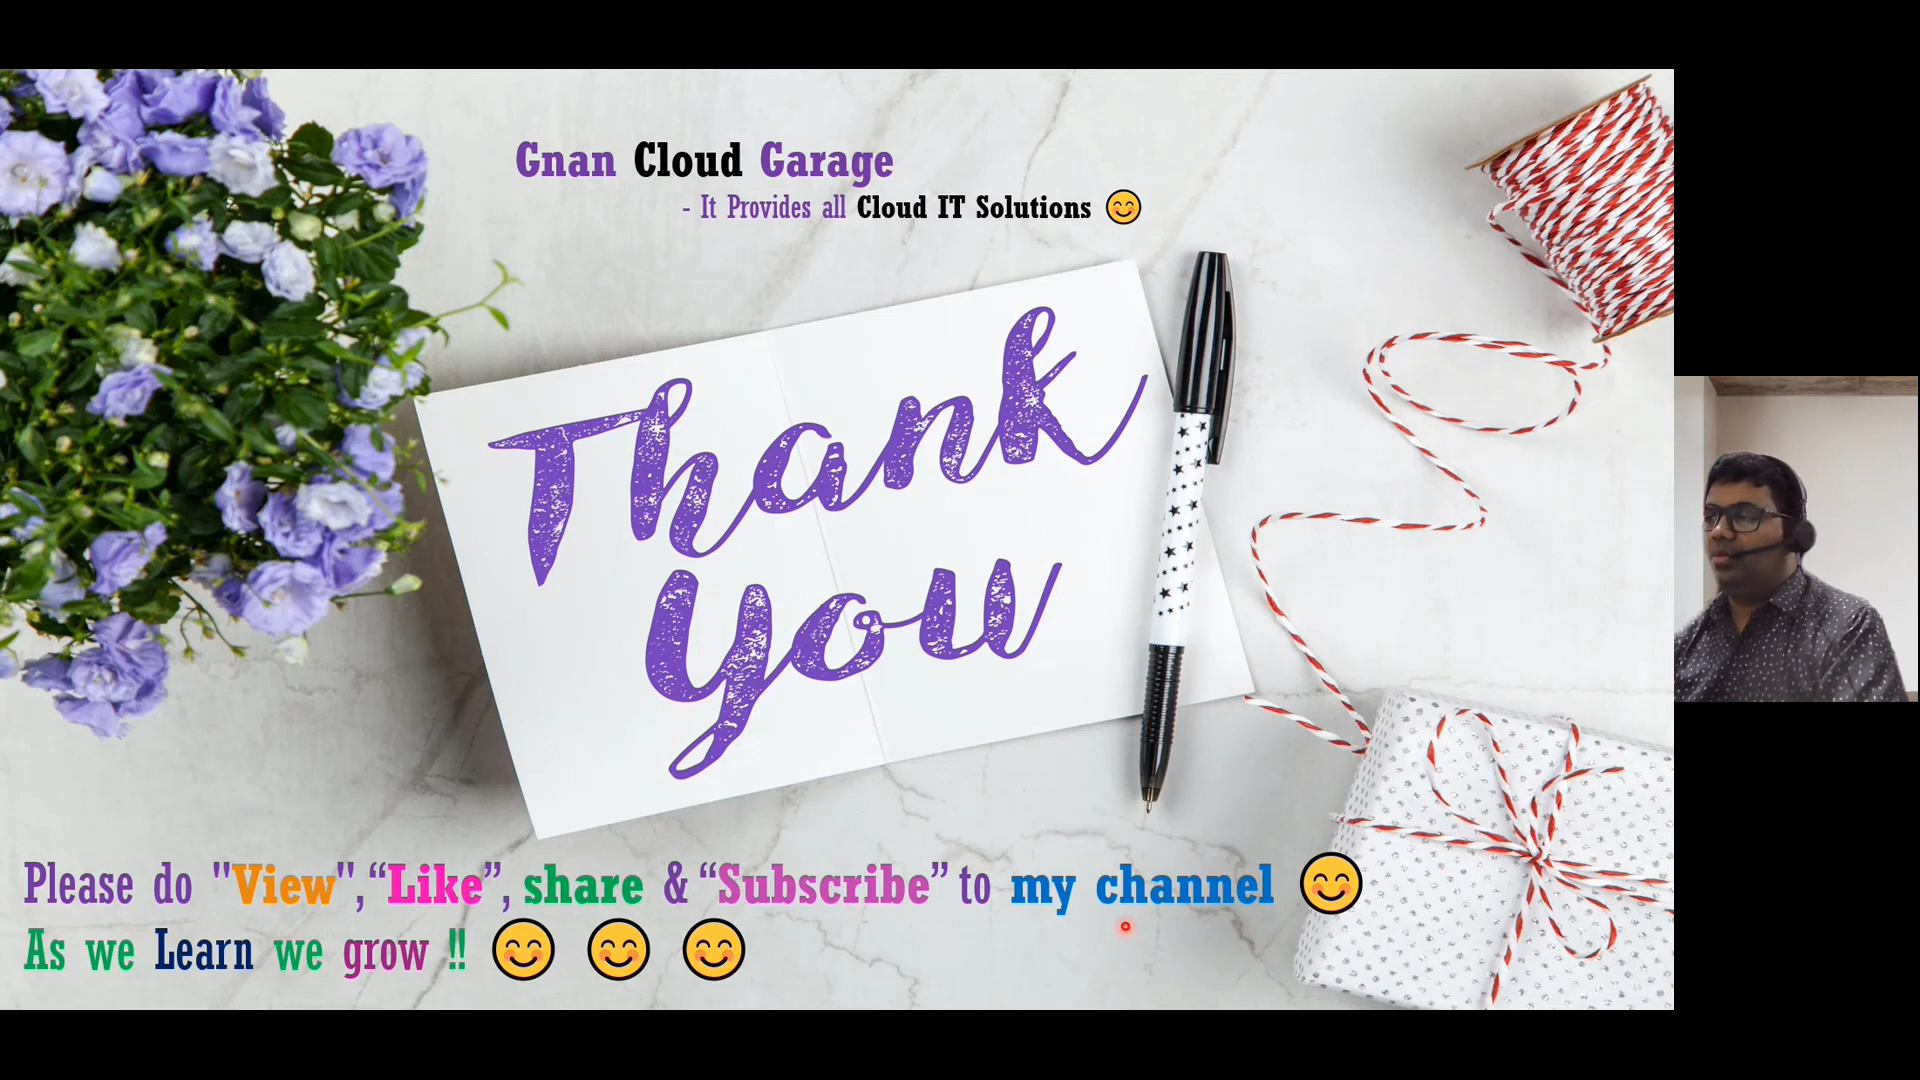 Gnan Cloud Garage
- It Provides all Cloud IT Solutions 😊
Thank
you
Please do "View",“Like”, share & “Subscribe” to my channel 😊
As we Learn we grow !! 😊 😊 😊